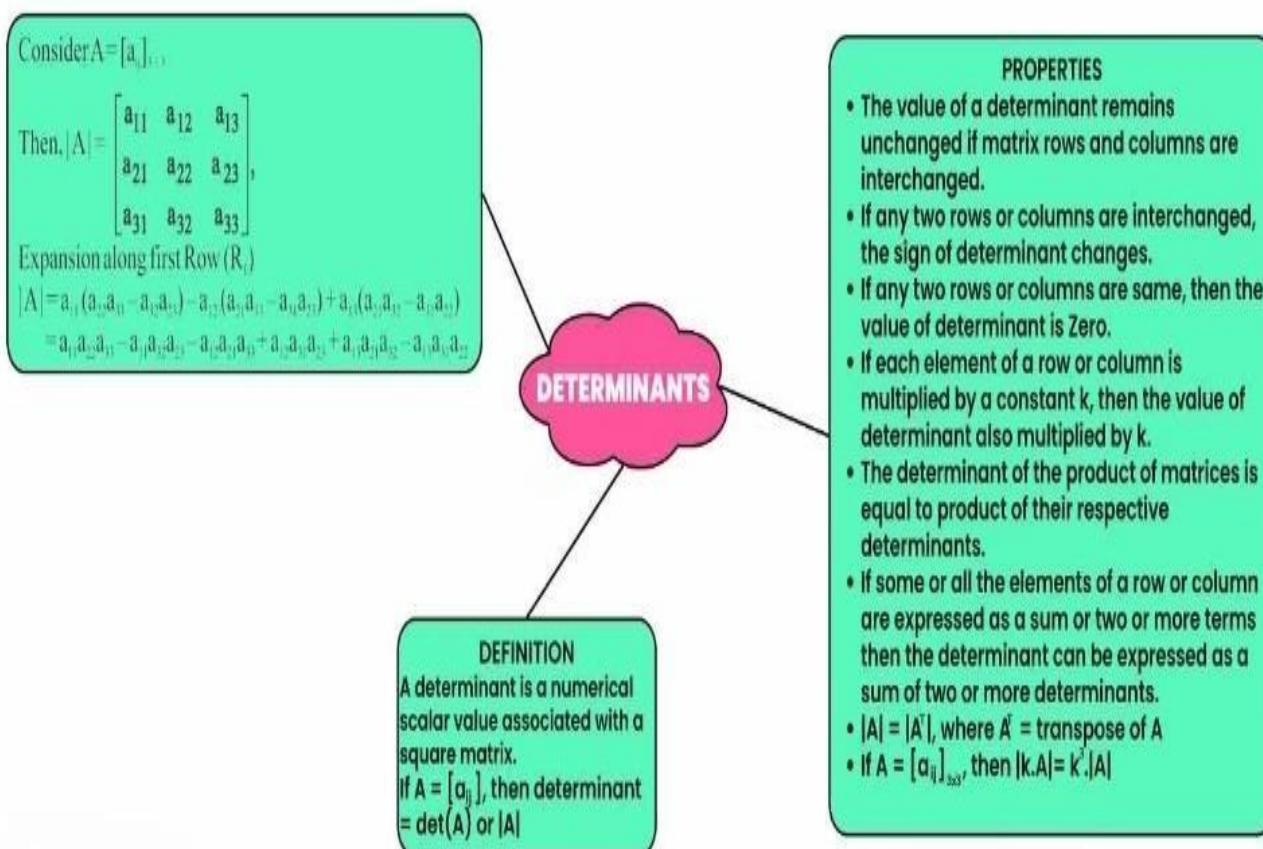 Consider A = [a
Then, |A| =
a₁₁ a₁₂ a₁₃
a₂₁ a₂₂ a₂₃
a₃₁ a₃₂ a₃₃
,
Expansion along first Row (R₁)
|A| =
=
DETERMINANTS
DEFINITION
A determinant is a numerical
scalar value associated with a
square matrix.
If A = [aᵢⱼ], then determinant
= det(A) or |A|
PROPERTIES
• The value of a determinant remains
unchanged if matrix rows and columns are
interchanged.
• If any two rows or columns are interchanged,
the sign of determinant changes.
• If any two rows or columns are same, then the
value of determinant is Zero.
• If each element of a row or column is
multiplied by a constant k, then the value of
determinant also multiplied by k.
• The determinant of the product of matrices is
equal to product of their respective
determinants.
• If some or all the elements of a row or column
are expressed as a sum or two or more terms
then the determinant can be expressed as a
sum of two or more determinants.
• |A| = |Aᵀ|, where Aᵀ = transpose of A
• If A = [aᵢⱼ]₃ₓ₃, then |k.A| = k³.|A|